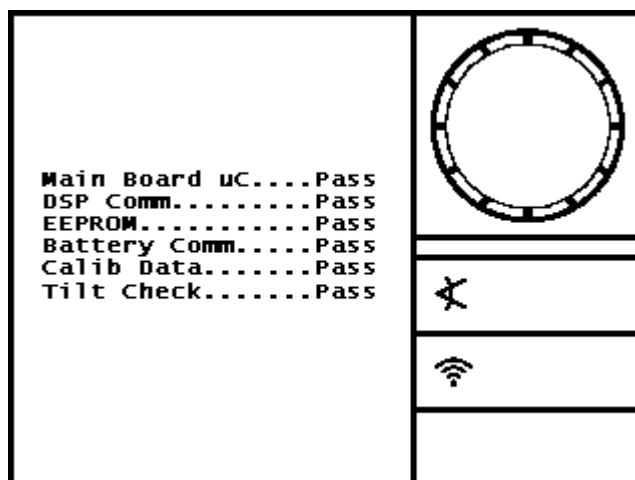 Main Board uC....Pass
DSP Comm.........Pass
EEPROM...........Pass
Battery Comm.....Pass
Calib Data.......Pass
Tilt Check.......Pass